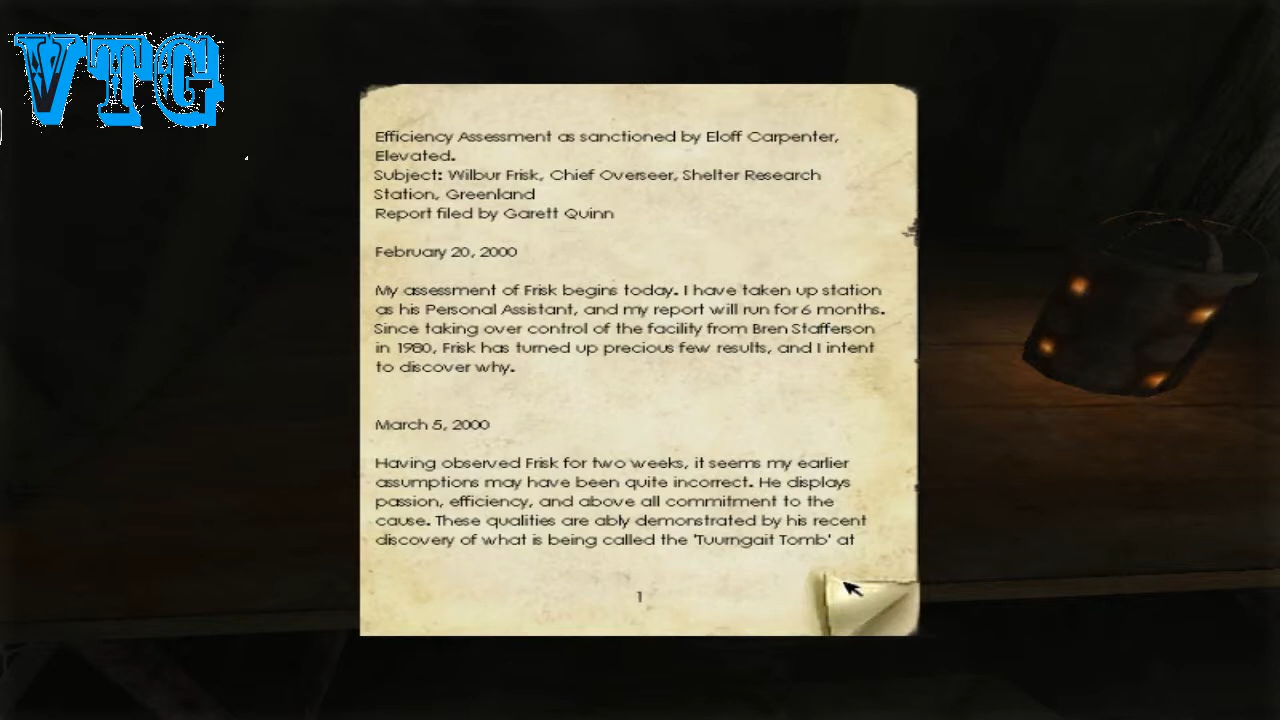 VTG
Efficiency Assessment as sanctioned by Eloff Carpenter,
Elevated.
Subject: Wilbur Frisk, Chief Overseer, Shelter Research
Station, Greenland
Report filed by Garett Quinn
February 20, 2000
My assessment of Frisk begins today. I have taken up station
as his Personal Assistant, and my report will run for 6 months.
Since taking over control of the facility from Bren Stafferson
in 1980, Frisk has turned up precious few results, and I intent
to discover why.
March 5, 2000
Having observed Frisk for two weeks, it seems my earlier
assumptions may have been quite incorrect. He displays
passion, efficiency, and above all commitment to the
cause. These qualities are ably demonstrated by his recent
discovery of what is being called the 'Tuurngait Tomb' at
1